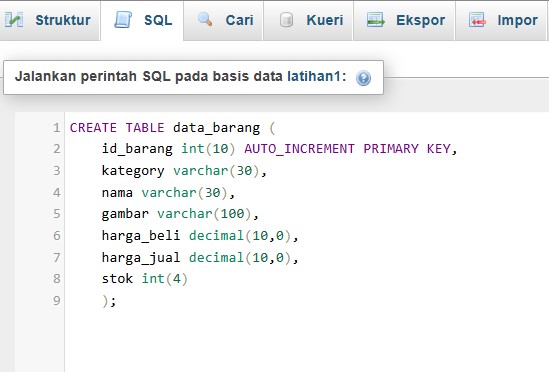 Struktur SQL Cari Kueri Ekspor Impor
Jalankan perintah SQL pada basis data latihan1:
1 CREATE TABLE data_barang (
2 id_barang int(10) AUTO_INCREMENT PRIMARY KEY,
3 kategory varchar(30),
4 nama varchar(30),
5 gambar varchar(100),
6 harga_beli decimal(10,0),
7 harga_jual decimal(10,0),
8 stok int(4)
9 );